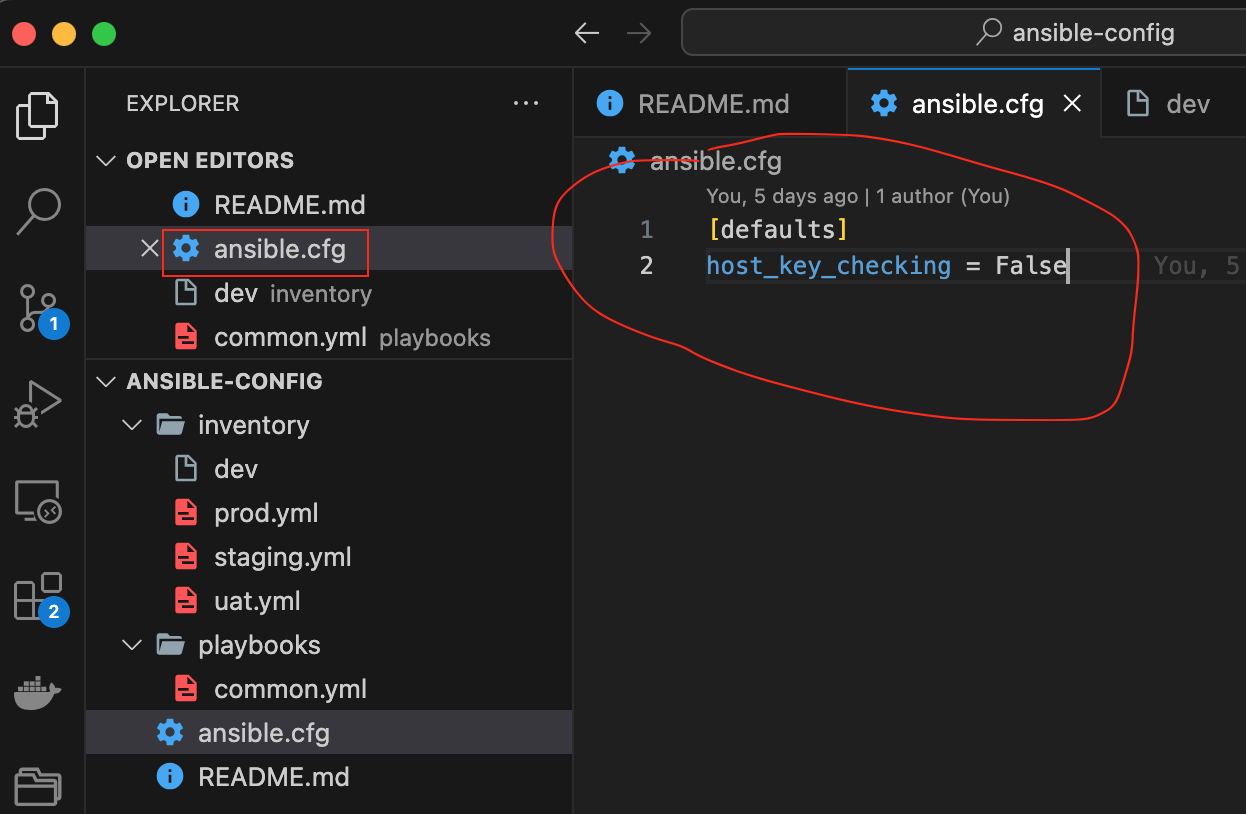 ansible-config
EXPLORER
OPEN EDITORS
README.md
ansible.cfg
dev inventory
common.yml playbooks
ANSIBLE-CONFIG
inventory
dev
prod.yml
staging.yml
uat.yml
playbooks
common.yml
ansible.cfg
README.md
1
2
README.md
ansible.cfg
dev
ansible.cfg
You, 5 days ago | 1 author (You)
1 [defaults]
2 host_key_checking = False You, 5